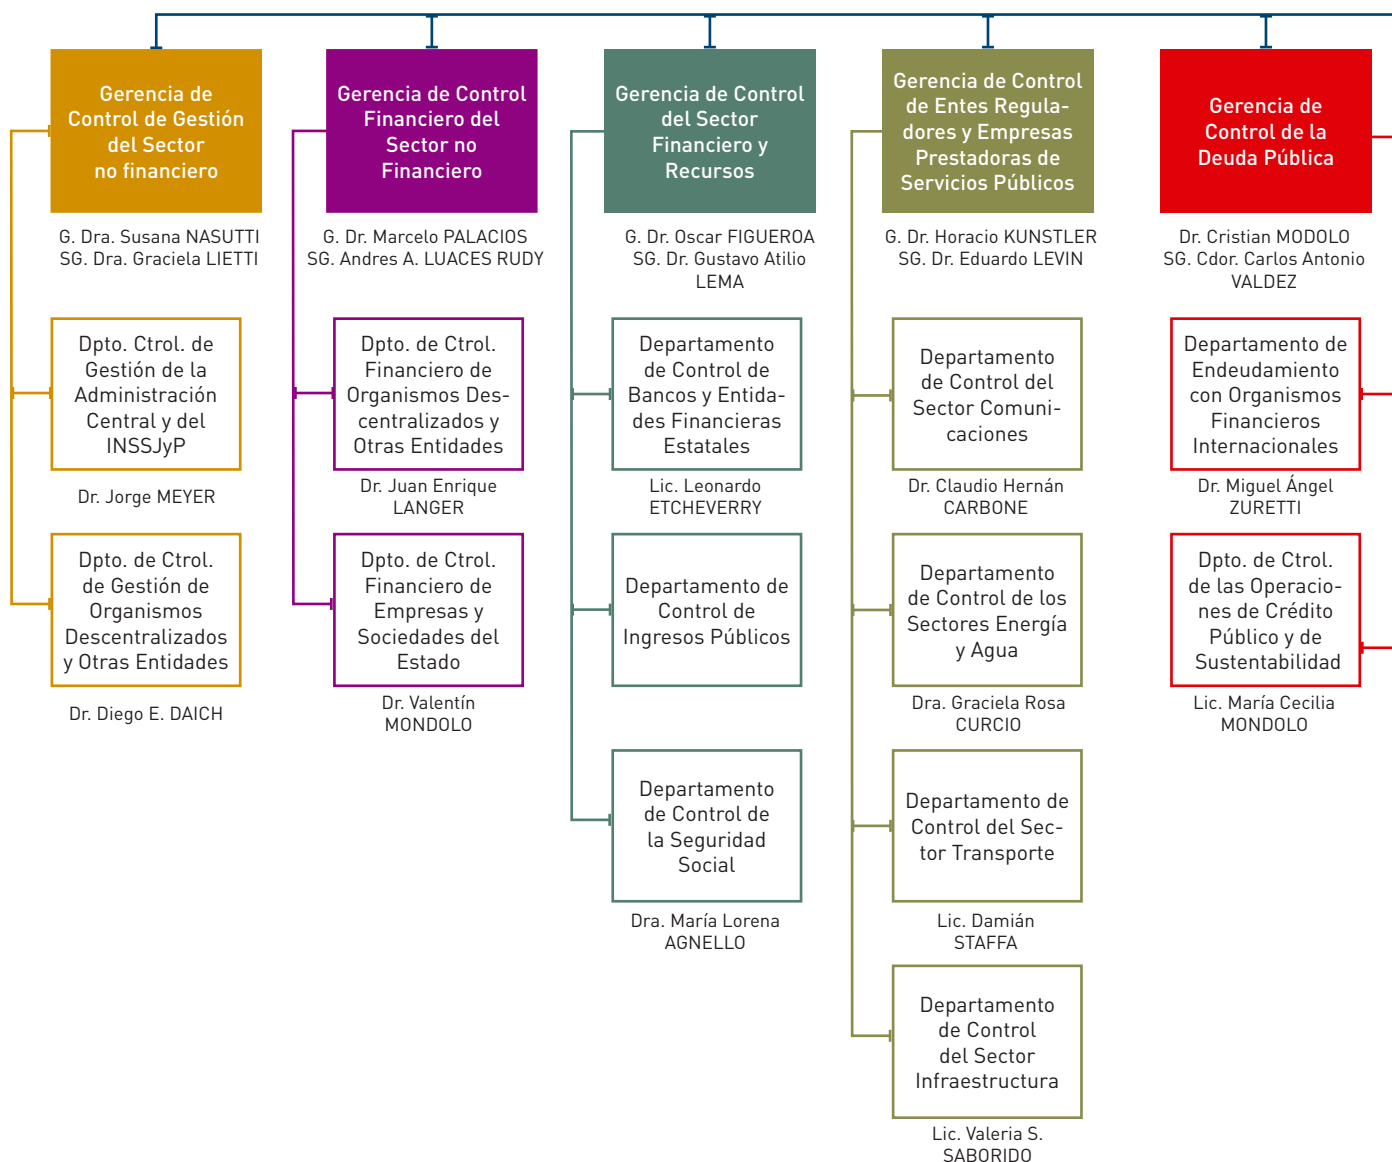 Gerencia de
Control de Gestión
del Sector
no financiero
G. Dra. Susana NASUTTI
SG. Dra. Graciela LIETTI
Dpto. Ctrol. de
Gestión de la
Administración
Central y del
INSSJyP
Dr. Jorge MEYER
Dpto. de Ctrol.
de Gestión de
Organismos
Descentralizados
y Otras Entidades
Dr. Diego E. DAICH
Gerencia de Control
Financiero del
Sector no
Financiero
G. Dr. Marcelo PALACIOS
SG. Andres A. LUACES RUDY
Dpto. de Ctrol.
Financiero de
Organismos Des-
centralizados y
Otras Entidades
Dr. Juan Enrique
LANGER
Dpto. de Ctrol.
Financiero de
Empresas y
Sociedades del
Estado
Dr. Valentín
MONDOLO
Gerencia de Control
del Sector
Financiero y
Recursos
G. Dr. Oscar FIGUEROA
SG. Dr. Gustavo Atilio
LEMA
Departamento
de Control de
Bancos y Entida-
des Financieras
Estatales
Lic. Leonardo
ETCHEVERRY
Departamento de
Control de
Ingresos Públicos
Departamento
de Control de
la Seguridad
Social
Dra. María Lorena
AGNELLO
Gerencia de Control
de Entes Regula-
dores y Empresas
Prestadoras de
Servicios Públicos
G. Dr. Horacio KUNSTLER
SG. Dr. Eduardo LEVIN
Departamento
de Control del
Sector Comuni-
caciones
Dr. Claudio Hernán
CARBONE
Departamento
de Control de los
Sectores Energía
y Agua
Dra. Graciela Rosa
CURCIO
Departamento de
Control del Sec-
tor Transporte
Lic. Damián
STAFFA
Departamento
de Control
del Sector
Infraestructura
Lic. Valeria S.
SABORIDO
Gerencia de
Control de la
Deuda Pública
Dr. Cristian MODOLO
SG. Cdor. Carlos Antonio
VALDEZ
Departamento de
Endeudamiento
con Organismos
Financieros
Internacionales
Dr. Miguel Ángel
ZURETTI
Dpto. de Ctrol.
de las Operacio-
nes de Crédito
Público y de
Sustentabilidad
Lic. María Cecilia
MONDOLO